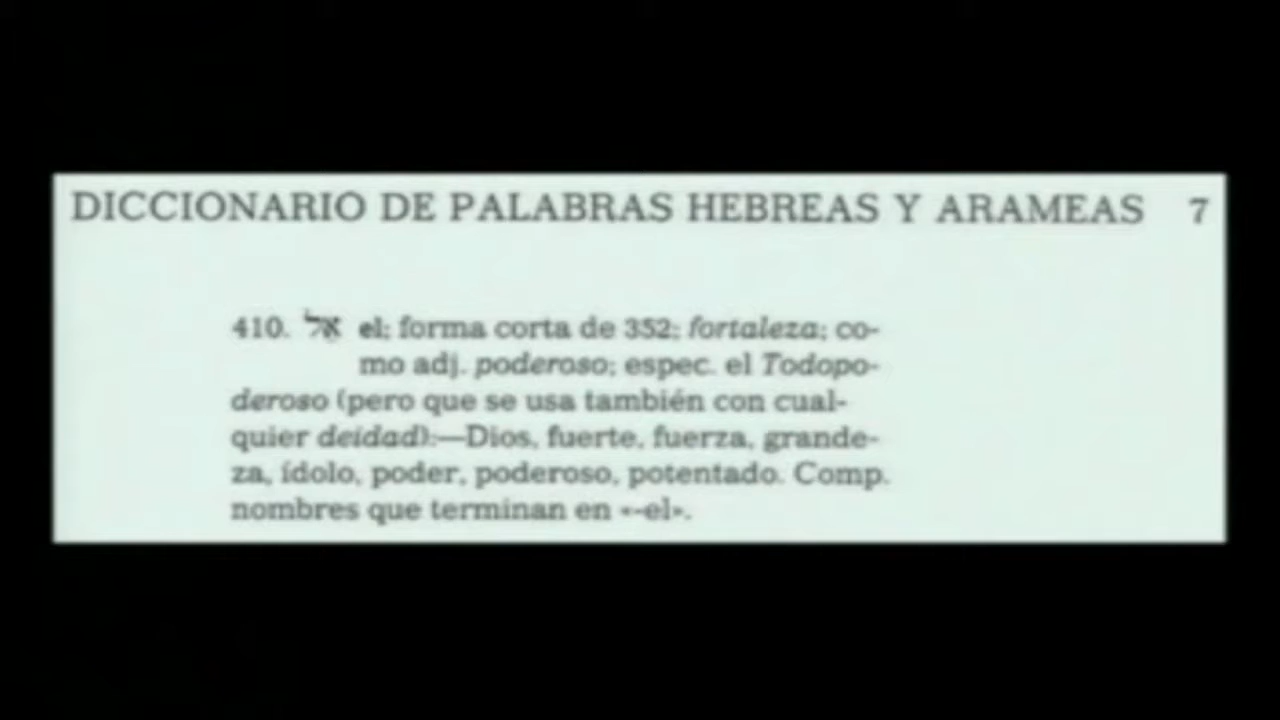 DICCIONARIO DE PALABRAS HEBREAS Y ARAMEAS 7
410. אל el; forma corta de 352; fortaleza; co-
mo adj. poderoso; espec. el Todopo-
deroso (pero que se usa también con cual-
quier deidad):—Dios, fuerte, fuerza, grande-
za, ídolo, poder, poderoso, potentado. Comp.
nombres que terminan en «-el».